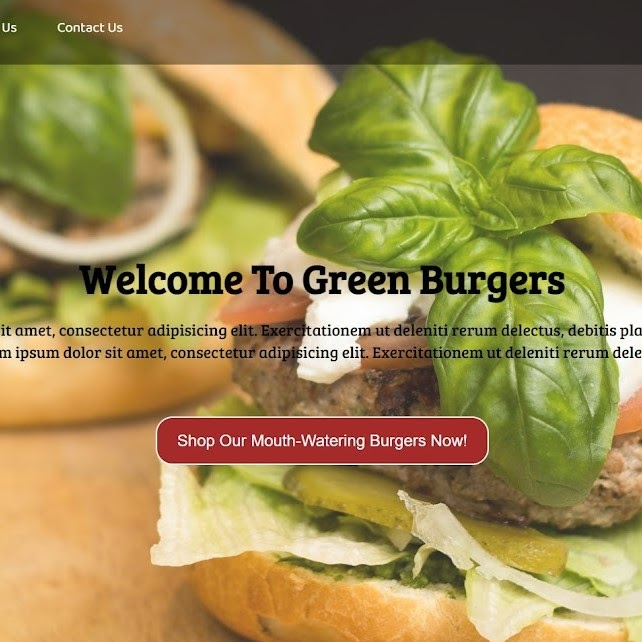 Us Contact Us
Welcome To Green Burgers
it amet, consectetur adipisicing elit. Exercitationem ut deleniti rerum delectus, debitis pla
m ipsum dolor sit amet, consectetur adipisicing elit. Exercitationem ut deleniti rerum dele
Shop Our Mouth-Watering Burgers Now!